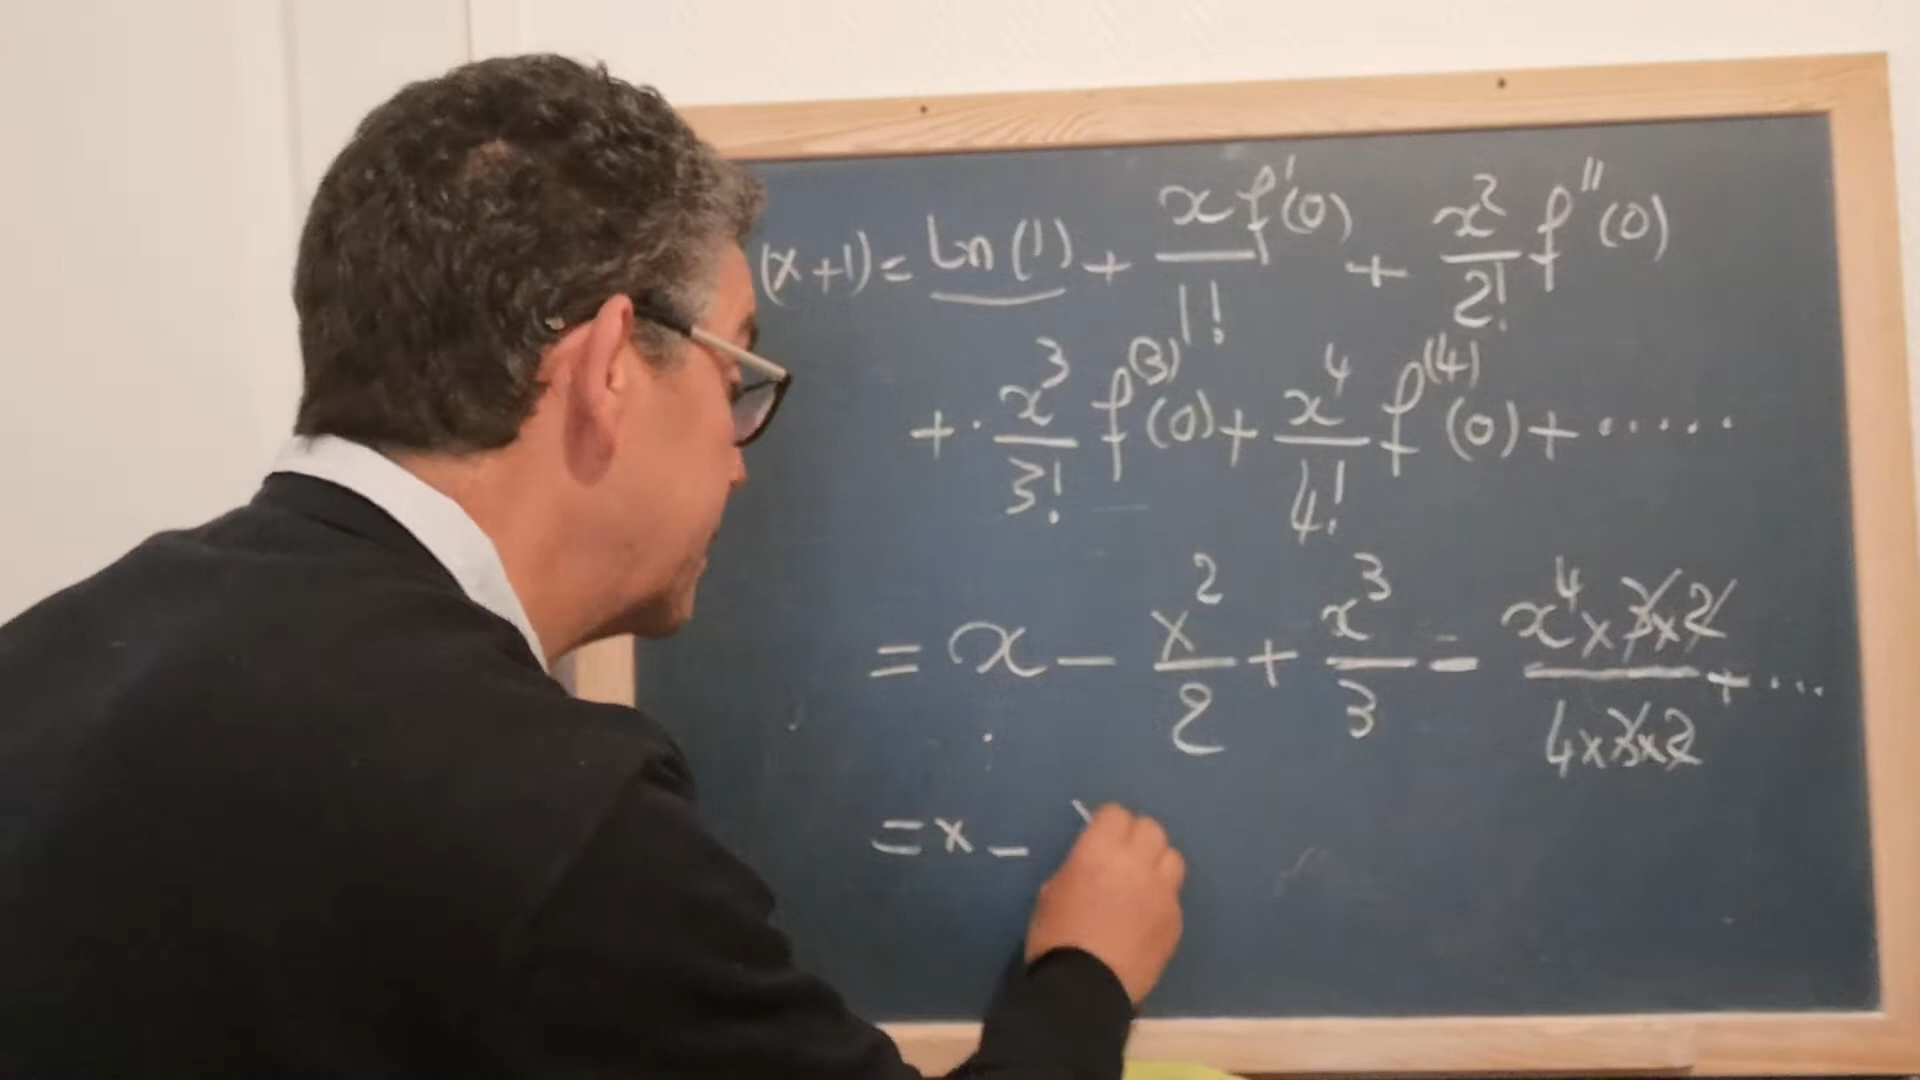 (x+1) = Ln(1) + x f'(0)/1! + x²/2! f''(0)
+ · x³/3! f⁽³⁾(0) + x⁴/4! f⁽⁴⁾(0) + .....
= x - x²/2 + x³/3 - x⁴×3×2/4×3×2 + ...
= x -